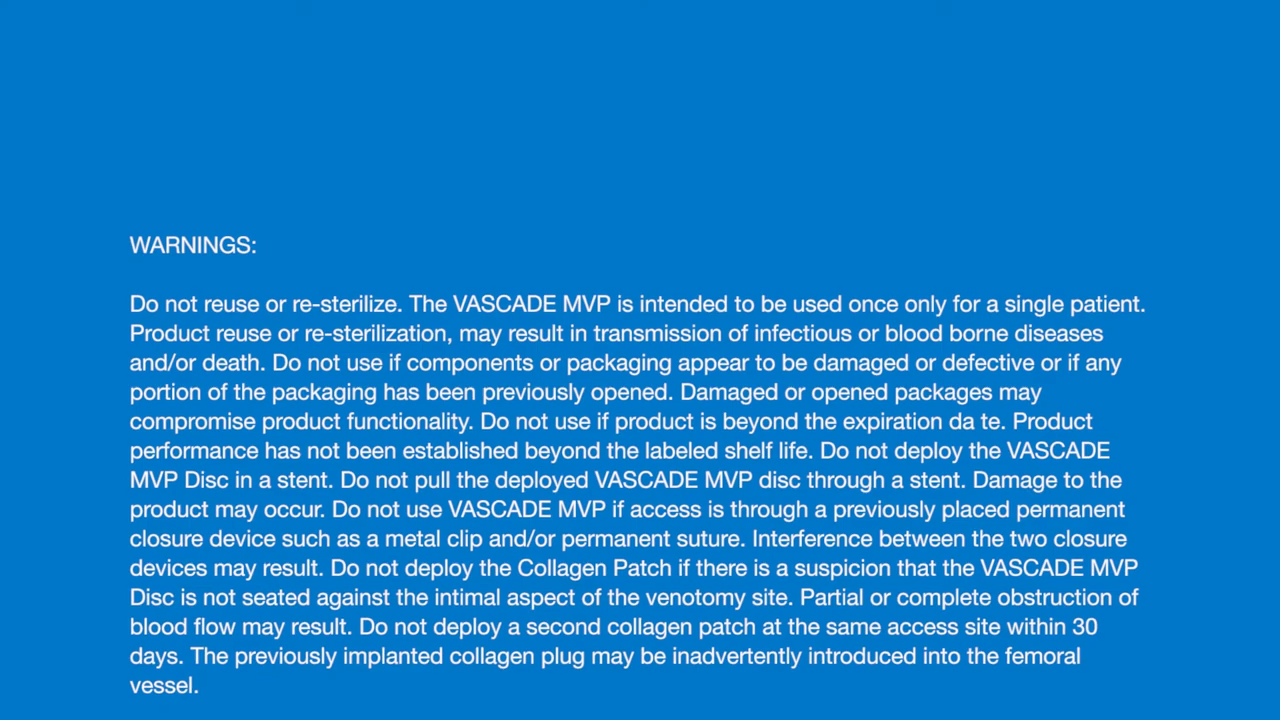 WARNINGS:
Do not reuse or re-sterilize. The VASCADE MVP is intended to be used once only for a single patient.
Product reuse or re-sterilization, may result in transmission of infectious or blood borne diseases
and/or death. Do not use if components or packaging appear to be damaged or defective or if any
portion of the packaging has been previously opened. Damaged or opened packages may
compromise product functionality. Do not use if product is beyond the expiration da te. Product
performance has not been established beyond the labeled shelf life. Do not deploy the VASCADE
MVP Disc in a stent. Do not pull the deployed VASCADE MVP disc through a stent. Damage to the
product may occur. Do not use VASCADE MVP if access is through a previously placed permanent
closure device such as a metal clip and/or permanent suture. Interference between the two closure
devices may result. Do not deploy the Collagen Patch if there is a suspicion that the VASCADE MVP
Disc is not seated against the intimal aspect of the venotomy site. Partial or complete obstruction of
blood flow may result. Do not deploy a second collagen patch at the same access site within 30
days. The previously implanted collagen plug may be inadvertently introduced into the femoral
vessel.